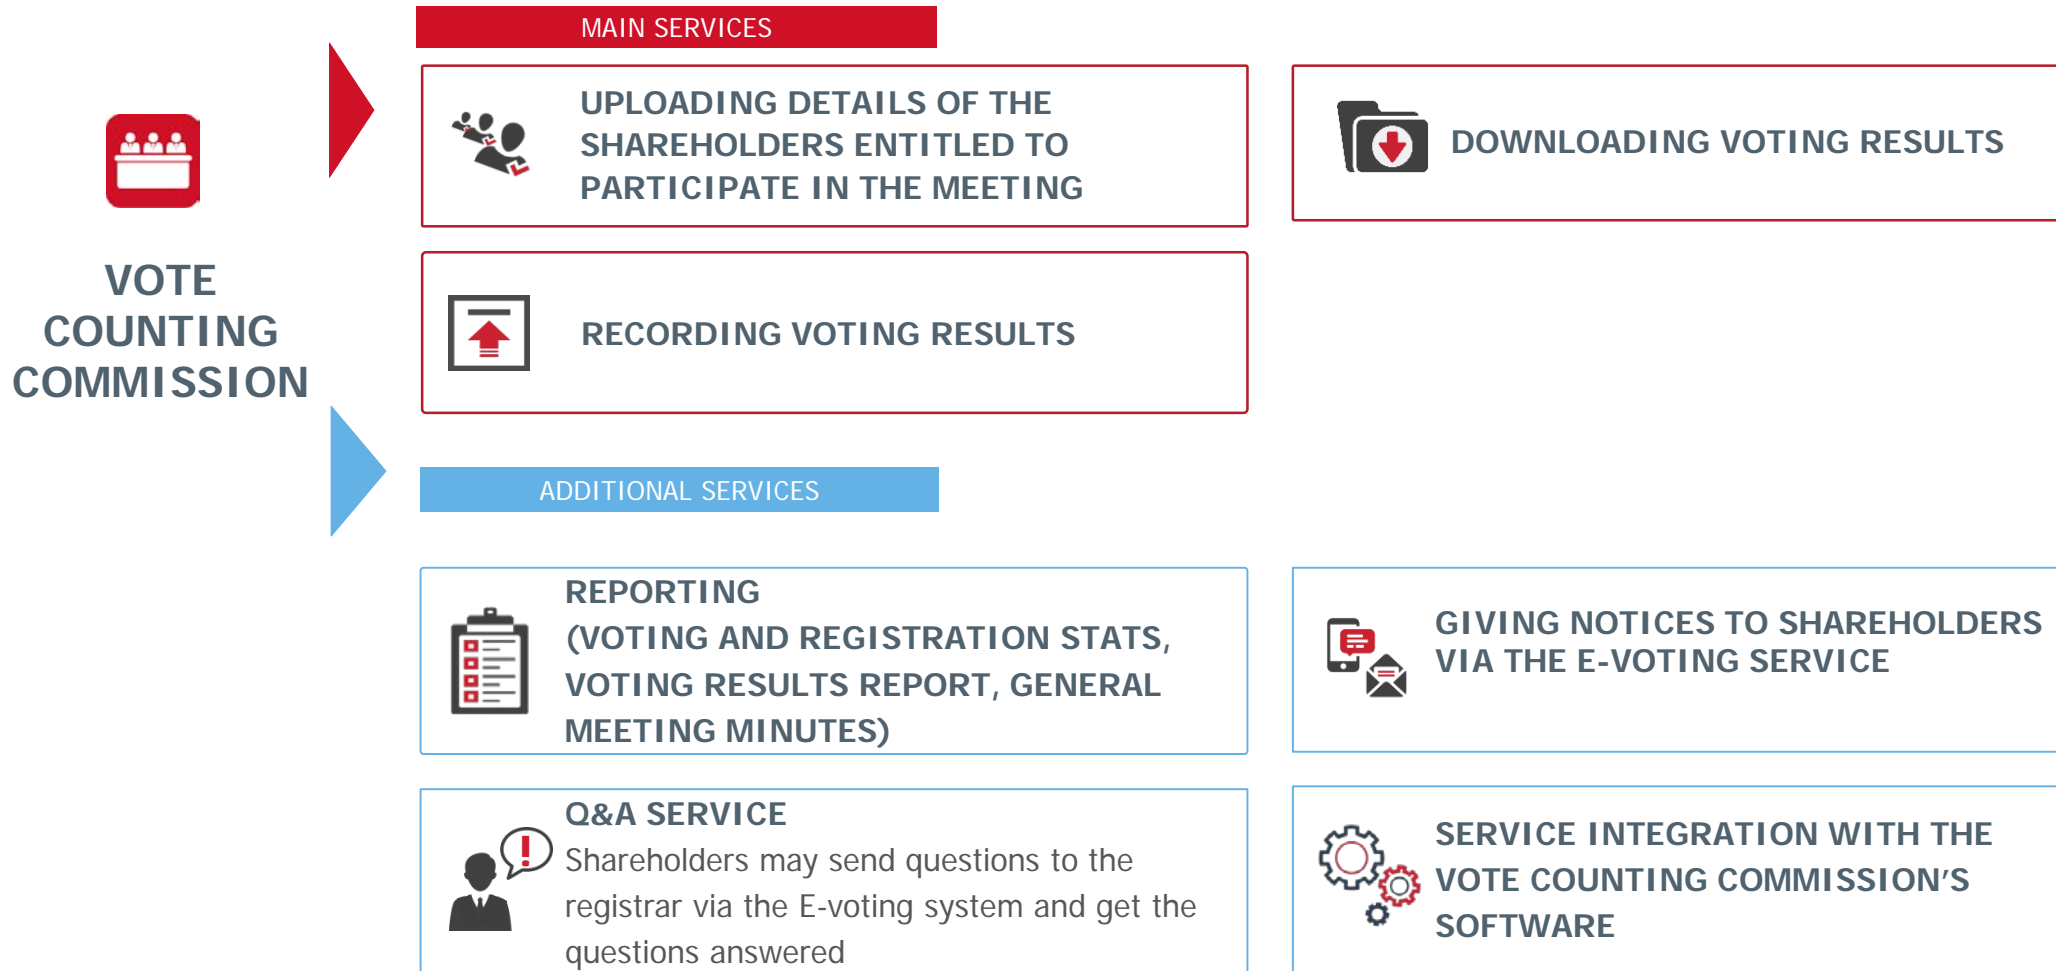 MAIN SERVICES
UPLOADING DETAILS OF THE
SHAREHOLDERS ENTITLED TO
PARTICIPATE IN THE MEETING
DOWNLOADING VOTING RESULTS
VOTE
COUNTING
COMMISSION
RECORDING VOTING RESULTS
ADDITIONAL SERVICES
REPORTING
(VOTING AND REGISTRATION STATS,
VOTING RESULTS REPORT, GENERAL
MEETING MINUTES)
GIVING NOTICES TO SHAREHOLDERS
VIA THE E-VOTING SERVICE
Q&A SERVICE
Shareholders may send questions to the
registrar via the E-voting system and get the
questions answered
SERVICE INTEGRATION WITH THE
VOTE COUNTING COMMISSION’S
SOFTWARE